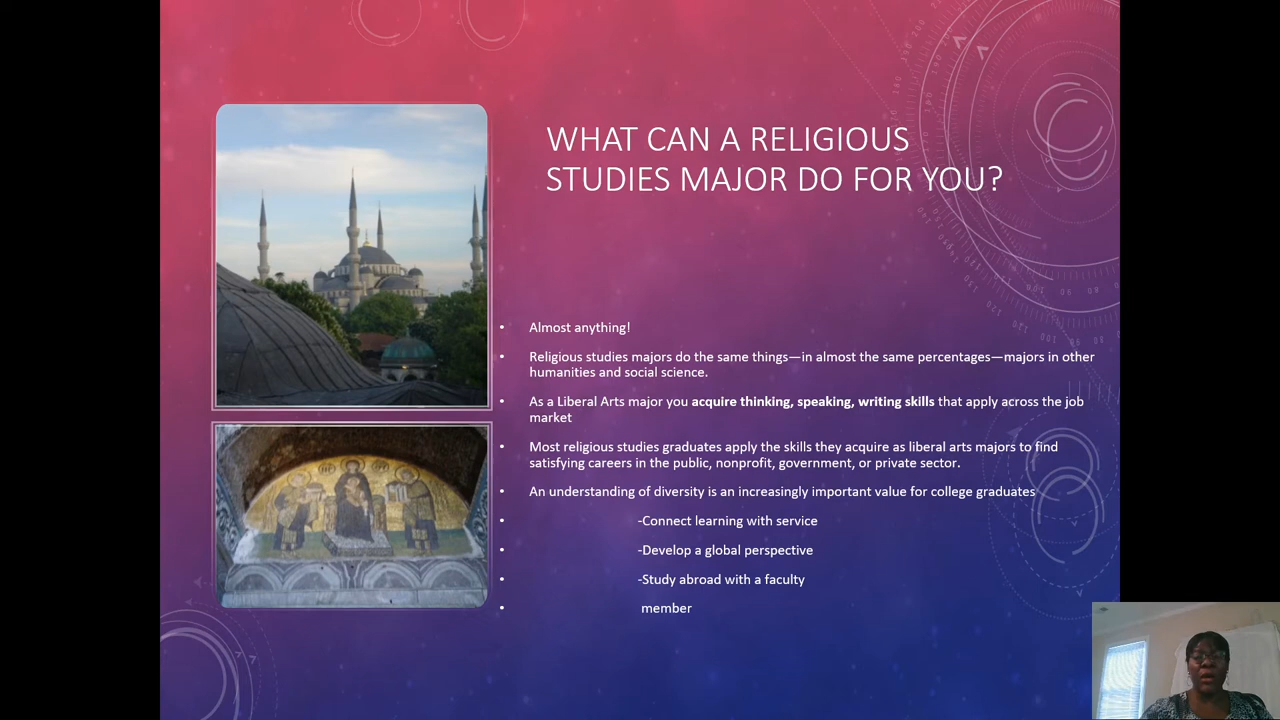 WHAT CAN A RELIGIOUS
STUDIES MAJOR DO FOR YOU?
• Almost anything!
• Religious studies majors do the same things—in almost the same percentages—majors in other
humanities and social science.
• As a Liberal Arts major you acquire thinking, speaking, writing skills that apply across the job
market
• Most religious studies graduates apply the skills they acquire as liberal arts majors to find
satisfying careers in the public, nonprofit, government, or private sector.
• An understanding of diversity is an increasingly important value for college graduates
• -Connect learning with service
• -Develop a global perspective
• -Study abroad with a faculty
• member